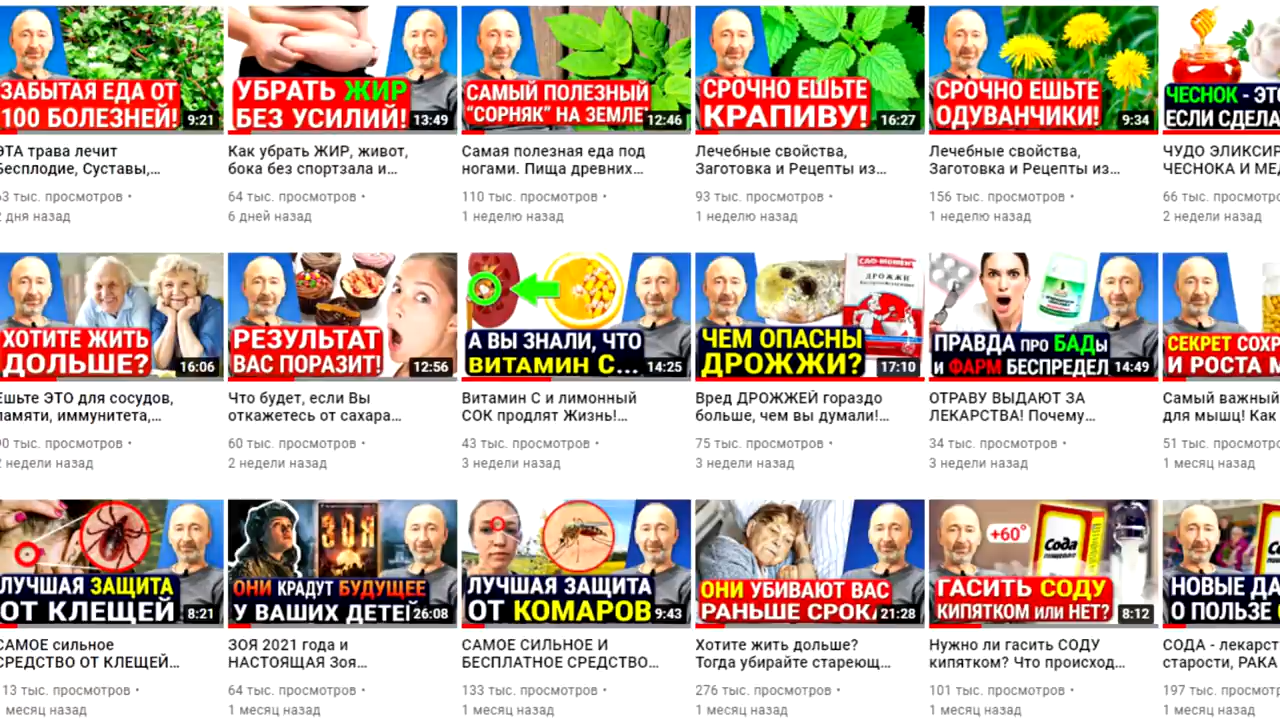 ЗАБЫТАЯ ЕДА ОТ
100 БОЛЕЗНЕЙ!
9:21
ЭТА трава лечит
Бесплодие, Суставы,...
63 тыс. просмотров •
2 дня назад
УБРАТЬ ЖИР
БЕЗ УСИЛИЙ!
13:49
Как убрать ЖИР, живот,
бока без спортзала и...
64 тыс. просмотров •
6 дней назад
САМЫЙ ПОЛЕЗНЫЙ
"СОРНЯК" НА ЗЕМЛЕ
12:46
Самая полезная еда под
ногами. Пища древних...
110 тыс. просмотров •
1 неделю назад
СРОЧНО ЕШЬТЕ
КРАПИВУ!
16:27
Лечебные свойства,
Заготовка и Рецепты из...
93 тыс. просмотров •
1 неделю назад
СРОЧНО ЕШЬТЕ
ОДУВАНЧИКИ!
9:34
Лечебные свойства,
Заготовка и Рецепты из...
156 тыс. просмотров •
1 неделю назад
ЧЕСНОК - ЭТО
ЕСЛИ СДЕЛА
ЧУДО ЭЛИКСИР
ЧЕСНОКА И МЕД
66 тыс. просмотро
2 недели назад
ХОТИТЕ ЖИТЬ
ДОЛЬШЕ?
16:06
Ешьте ЭТО для сосудов,
памяти, иммунитета,...
90 тыс. просмотров •
2 недели назад
РЕЗУЛЬТАТ
ВАС ПОРАЗИТ!
12:56
Что будет, если Вы
откажетесь от сахара...
60 тыс. просмотров •
2 недели назад
А ВЫ ЗНАЛИ, ЧТО
ВИТАМИН С...
14:25
Витамин С и лимонный
СОК продлят Жизнь!...
43 тыс. просмотров •
3 недели назад
САФ-МОМЕНТ
ДРОЖЖИ
ЧЕМ ОПАСНЫ
ДРОЖЖИ?
17:10
Вред ДРОЖЖЕЙ гораздо
больше, чем вы думали!...
75 тыс. просмотров •
3 недели назад
ПРАВДА про БАДы
и ФАРМ БЕСПРЕДЕЛ
14:49
ОТРАВУ ВЫДАЮТ ЗА
ЛЕКАРСТВА! Почему...
34 тыс. просмотров •
3 недели назад
СЕКРЕТ СОХР
И РОСТА М
Самый важный
для мышц! Как
51 тыс. просмотро
1 месяц назад
ЛУЧШАЯ ЗАЩИТА
ОТ КЛЕЩЕЙ
8:21
САМОЕ сильное
СРЕДСТВО ОТ КЛЕЩЕЙ...
13 тыс. просмотров •
месяц назад
ЗОЯ
ОНИ КРАДУТ БУДУЩЕЕ
У ВАШИХ ДЕТЕЙ
26:08
ЗОЯ 2021 года и
НАСТОЯЩАЯ Зоя...
64 тыс. просмотров •
1 месяц назад
ЛУЧШАЯ ЗАЩИТА
ОТ КОМАРОВ
9:43
САМОЕ СИЛЬНОЕ И
БЕСПЛАТНОЕ СРЕДСТВО...
133 тыс. просмотров •
1 месяц назад
ОНИ УБИВАЮТ ВАС
РАНЬШЕ СРОКА
21:28
Хотите жить дольше?
Тогда убирайте стареющ...
276 тыс. просмотров •
1 месяц назад
+60°
Сода
ГАСИТЬ СОДУ
КИПЯТКОМ или НЕТ?
8:12
Нужно ли гасить СОДУ
кипятком? Что происход...
101 тыс. просмотров •
1 месяц назад
НОВЫЕ ДА
О ПОЛЬЗЕ
СОДА - лекарст
старости, РАКА
197 тыс. просмотр
1 месяц назад